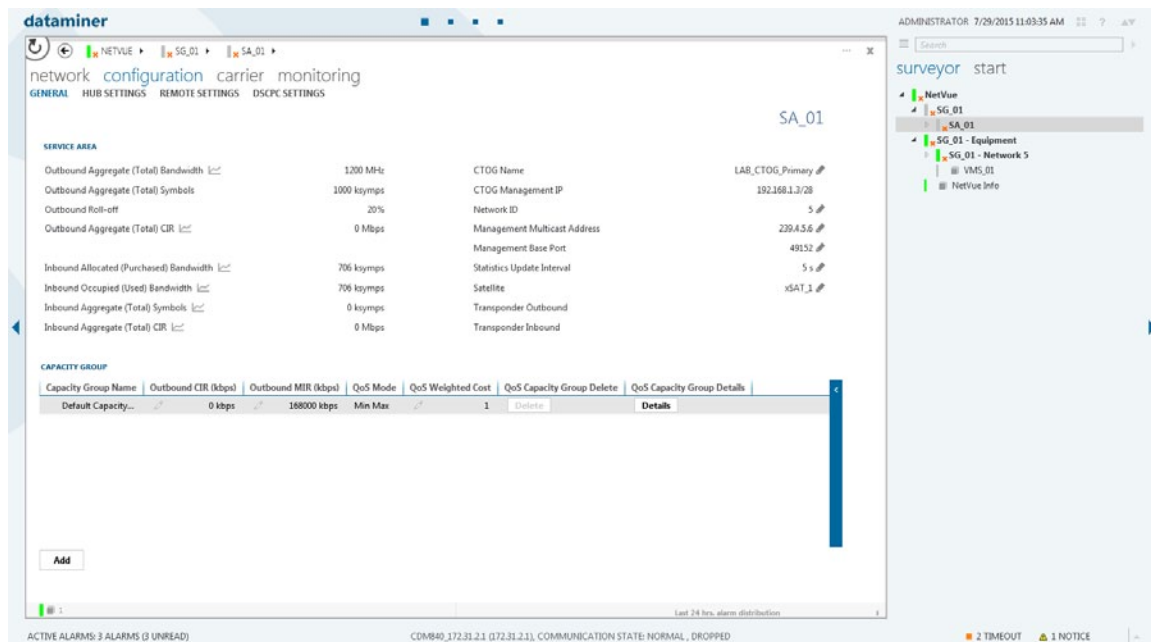 dataminer
ADMINISTRATOR 7/29/2015 11:03:35 AM ?
NETVUE SG_01 SA_01 ... X
Search
network configuration carrier monitoring
surveyor start
GENERAL HUB SETTINGS REMOTE SETTINGS DSCPC SETTINGS
NetVue
SG_01
SA_01
SA_01
SG_01 - Equipment
SG_01 - Network 5
VMS_01
NetVue Info
SERVICE AREA
Outbound Aggregate (Total) Bandwidth 1200 MHz CTOG Name LAB_CTOG_Primary
Outbound Aggregate (Total) Symbols 1000 ksymps CTOG Management IP 192.168.1.3/28
Outbound Roll-off 20% Network ID 5
Outbound Aggregate (Total) CIR 0 Mbps Management Multicast Address 239.4.5.6
Management Base Port 49152
Inbound Allocated (Purchased) Bandwidth 706 ksymps Statistics Update Interval 5 s
Inbound Occupied (Used) Bandwidth 706 ksymps Satellite xSAT_1
Inbound Aggregate (Total) Symbols 0 ksymps Transponder Outbound
Inbound Aggregate (Total) CIR 0 Mbps Transponder Inbound
CAPACITY GROUP
Capacity Group Name Outbound CIR (kbps) Outbound MIR (kbps) QoS Mode QoS Weighted Cost QoS Capacity Group Delete QoS Capacity Group Details
Default Capacity... 0 kbps 168000 kbps Min Max 1 Delete Details
Add
1 Last 24 hrs. alarm distribution
ACTIVE ALARMS: 3 ALARMS (3 UNREAD) CDM840_172.31.2.1 (172.31.2.1), COMMUNICATION STATE: NORMAL , DROPPED 2 TIMEOUT 1 NOTICE